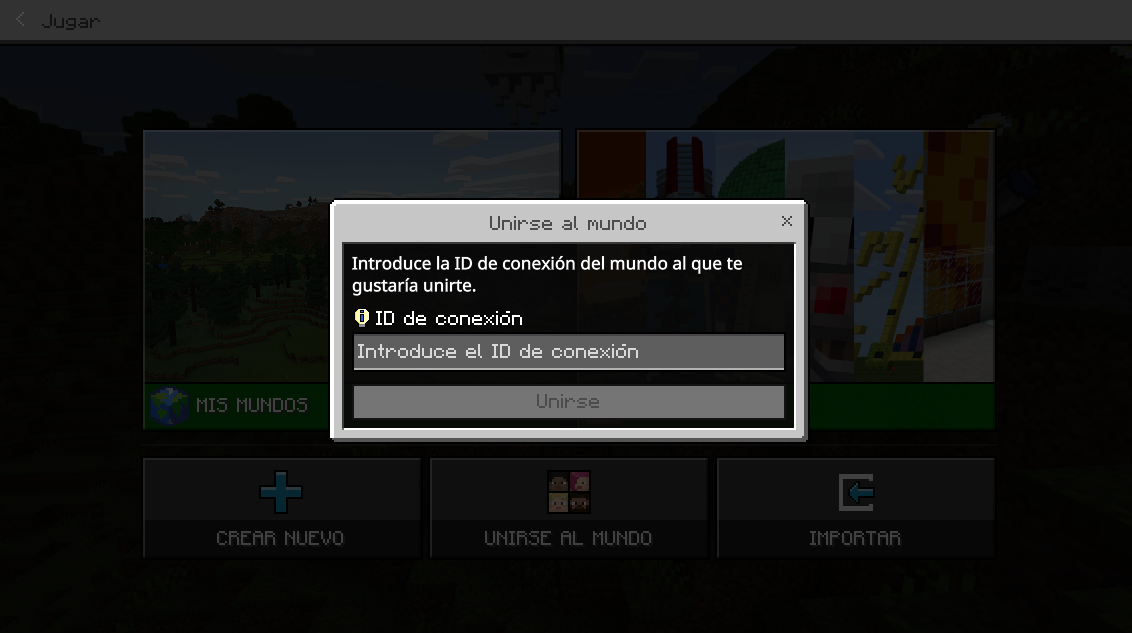 Jugar
Unirse al mundo
Introduce la ID de conexión del mundo al que te
gustaría unirte.
ID de conexión
Introduce el ID de conexión
Unirse
MIS MUNDOS
CREAR NUEVO
UNIRSE AL MUNDO
IMPORTAR